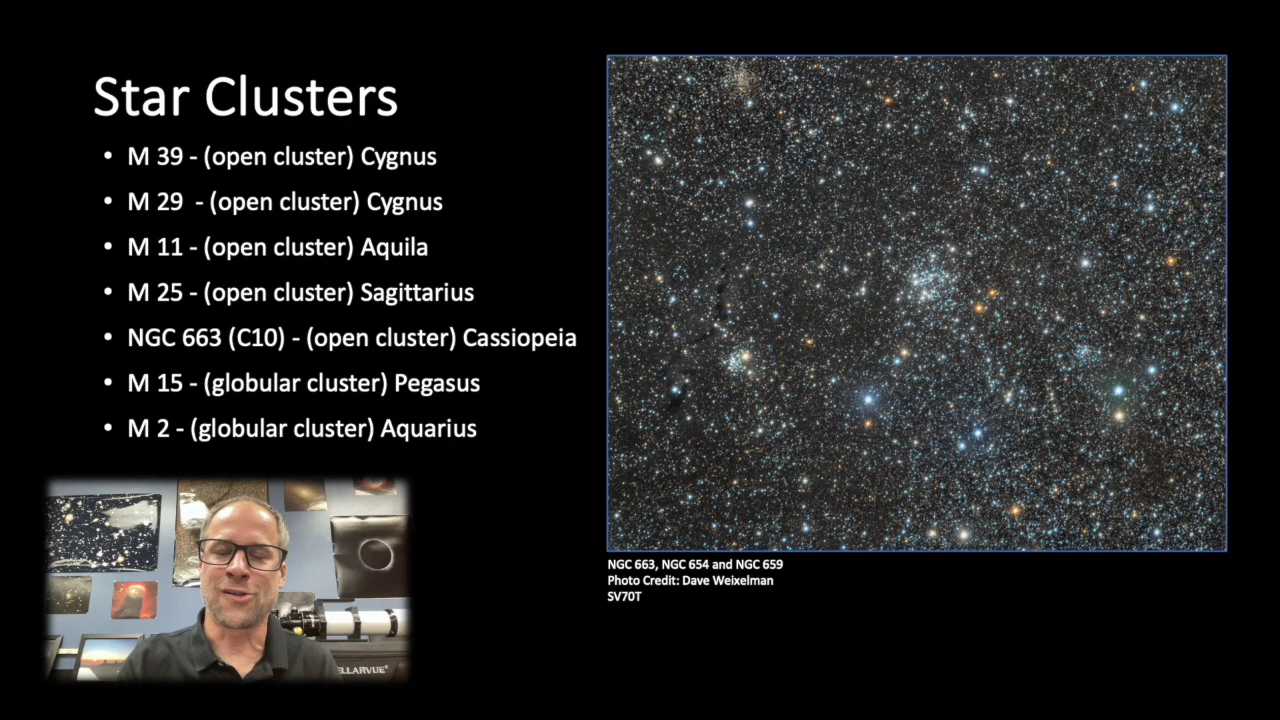 Star Clusters
• M 39 - (open cluster) Cygnus
• M 29 - (open cluster) Cygnus
• M 11 - (open cluster) Aquila
• M 25 - (open cluster) Sagittarius
• NGC 663 (C10) - (open cluster) Cassiopeia
• M 15 - (globular cluster) Pegasus
• M 2 - (globular cluster) Aquarius
NGC 663, NGC 654 and NGC 659
Photo Credit: Dave Weixelman
SV70T
ELLARVUE®